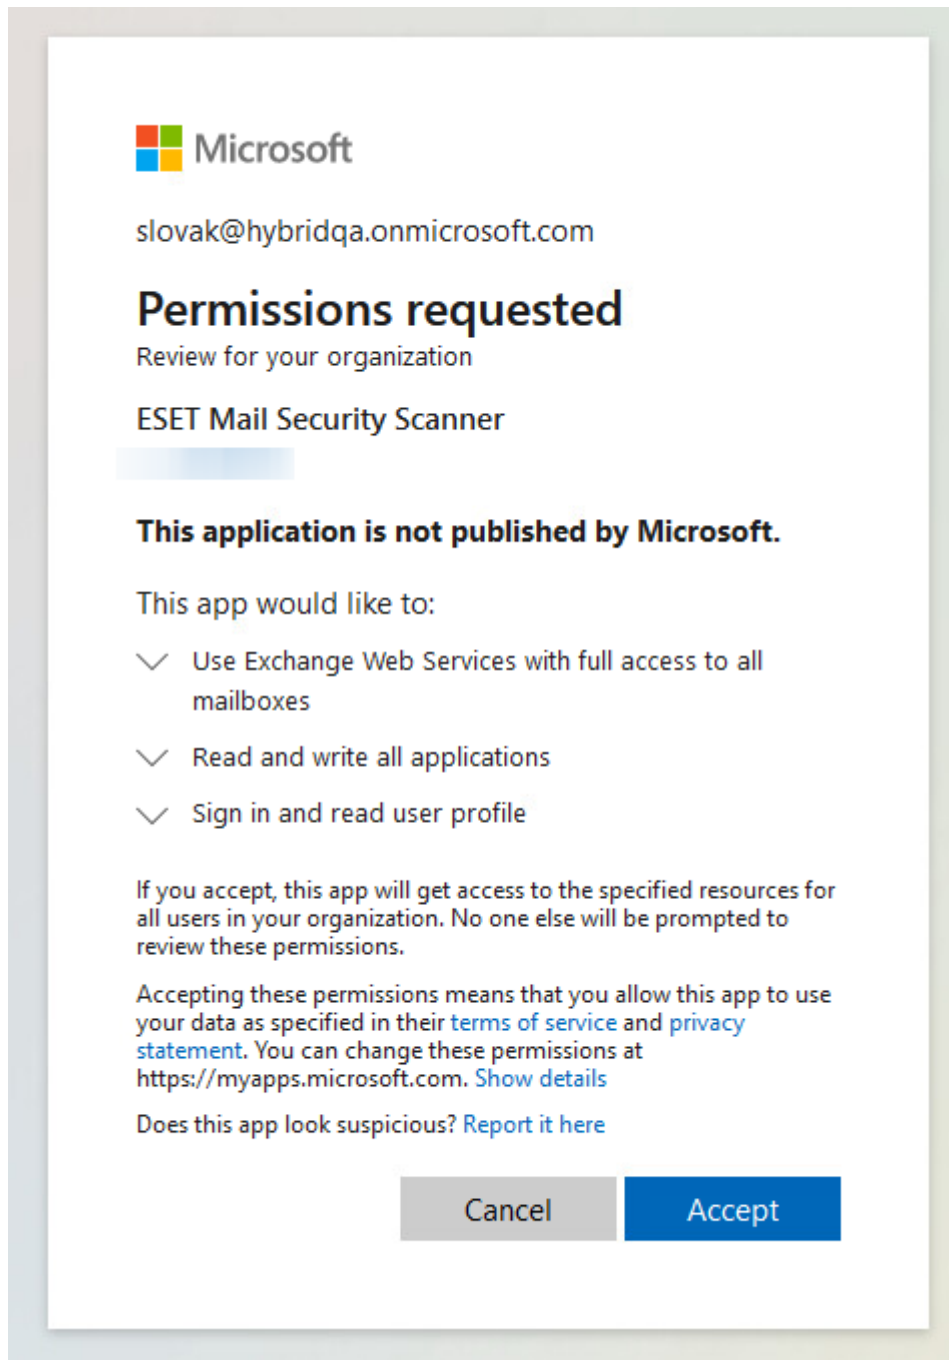 Microsoft
slovak@hybridqa.onmicrosoft.com
Permissions requested
Review for your organization
ESET Mail Security Scanner
This application is not published by Microsoft.
This app would like to:
Use Exchange Web Services with full access to all
mailboxes
Read and write all applications
Sign in and read user profile
If you accept, this app will get access to the specified resources for
all users in your organization. No one else will be prompted to
review these permissions.
Accepting these permissions means that you allow this app to use
your data as specified in their terms of service and privacy
statement. You can change these permissions at
https://myapps.microsoft.com. Show details
Does this app look suspicious? Report it here
Cancel Accept